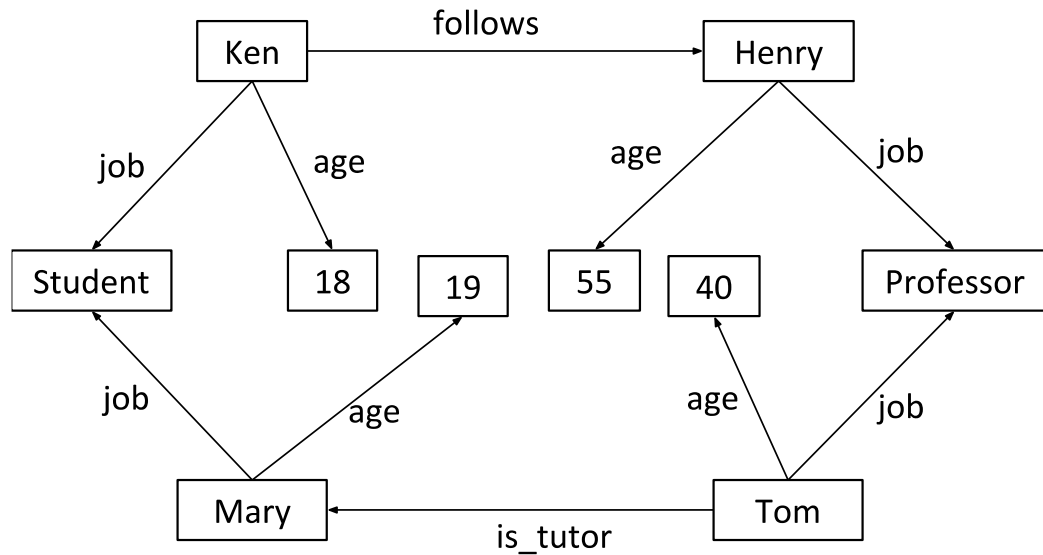 follows
Ken
Henry
job
age
age
job
Student
18
19
55
40
Professor
job
age
age
job
Mary
Tom
is_tutor